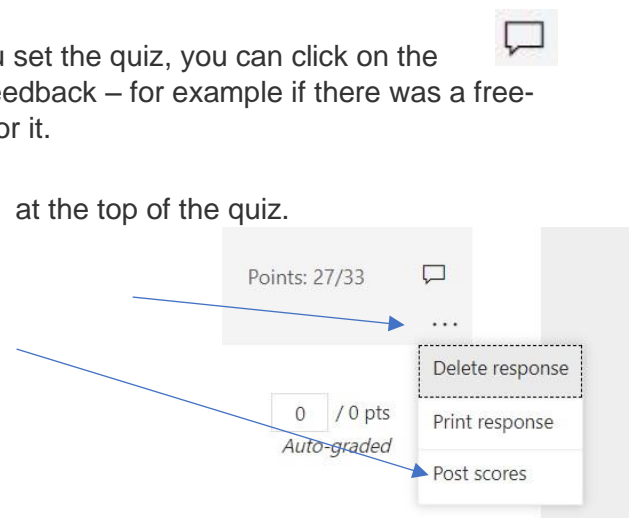 u set the quiz, you can click on the
eedback – for example if there was a free-
or it.
at the top of the quiz.
Points: 27/33
...
Delete response
0 / 0 pts
Print response
Auto-graded
Post scores